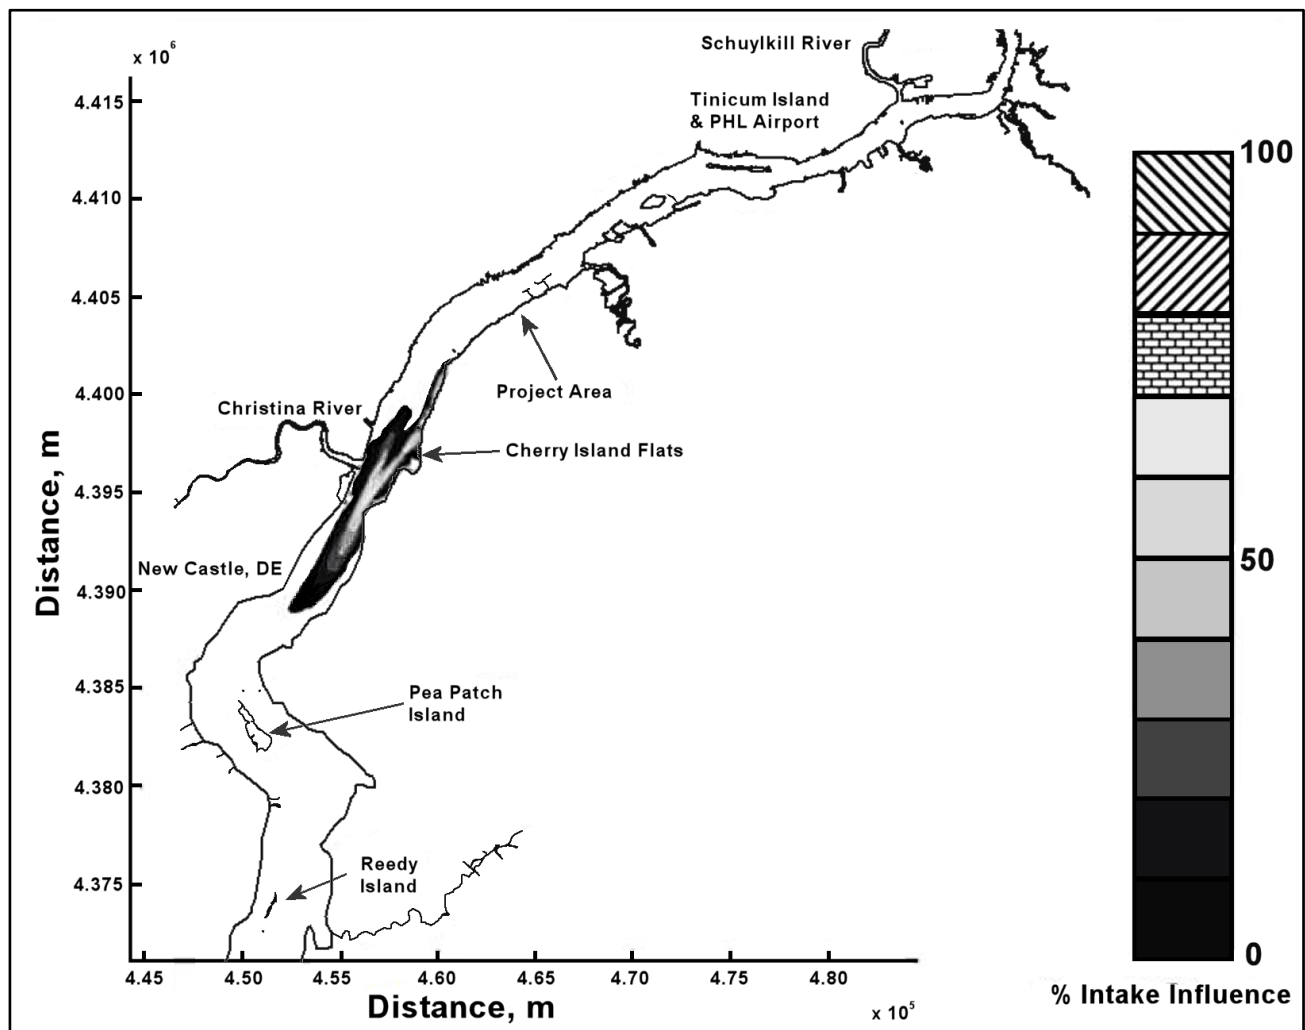 x 10^6
Schuylkill River
4.415
Tinicum Island
& PHL Airport
100
4.410
4.405
4.400
Project Area
Christina River
Cherry Island Flats
4.395
Distance, m
50
New Castle, DE
4.390
4.385
Pea Patch
Island
4.380
Reedy
Island
4.375
0
4.45
4.50
4.55
4.60
4.65
4.70
4.75
4.80
% Intake Influence
Distance, m
x 10^5